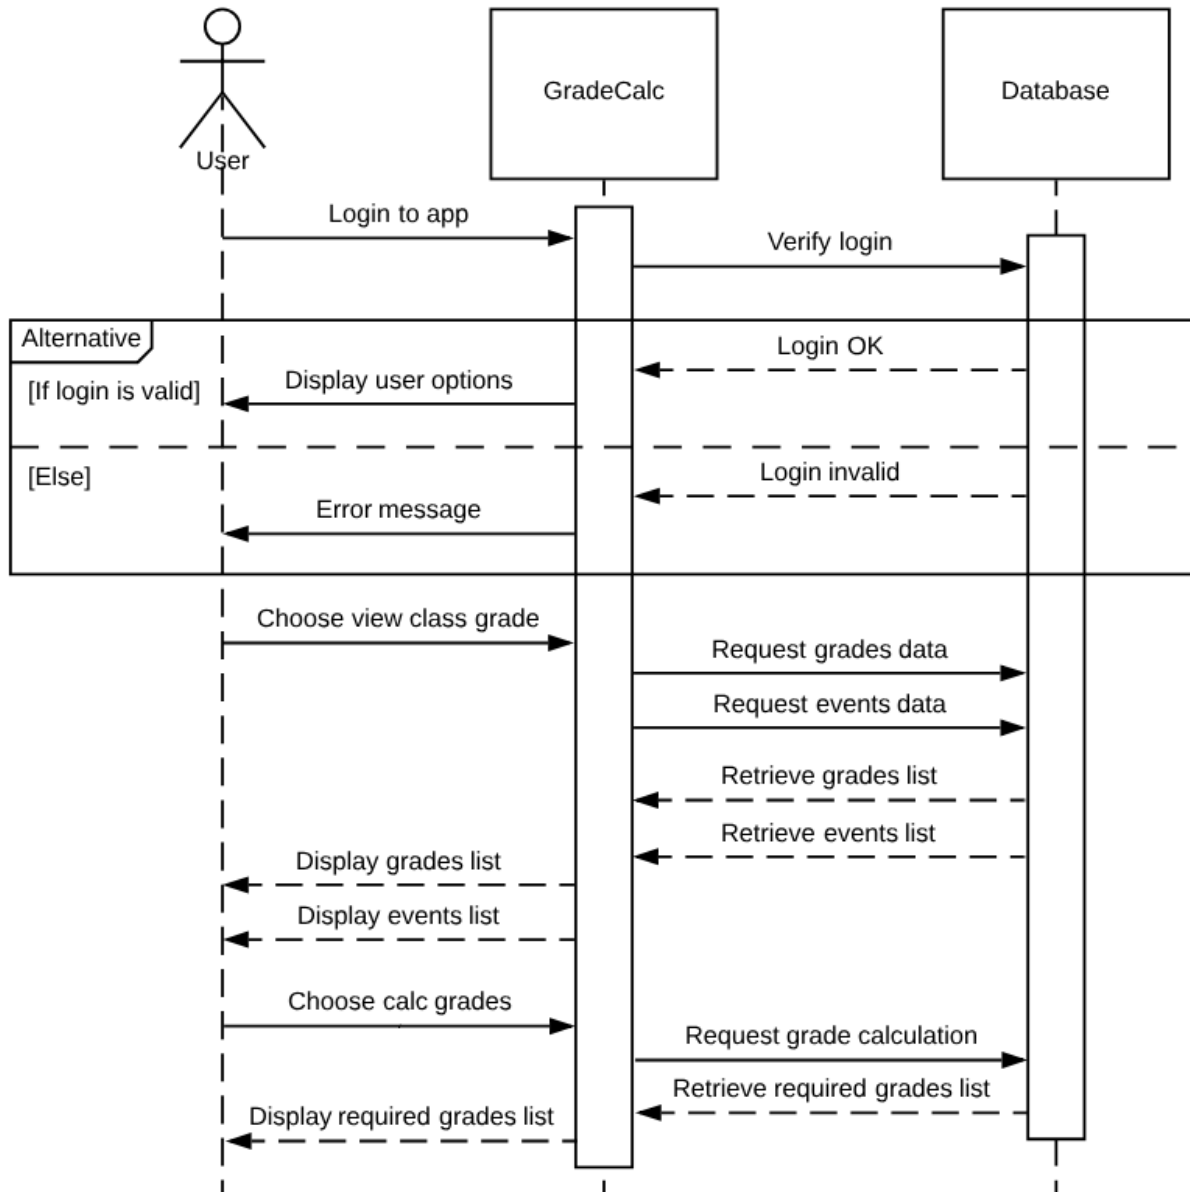 GradeCalc
Database
User
Login to app
Verify login
Alternative
Login OK
[If login is valid]
Display user options
[Else]
Login invalid
Error message
Choose view class grade
Request grades data
Request events data
Retrieve grades list
Retrieve events list
Display grades list
Display events list
Choose calc grades
Request grade calculation
Retrieve required grades list
Display required grades list